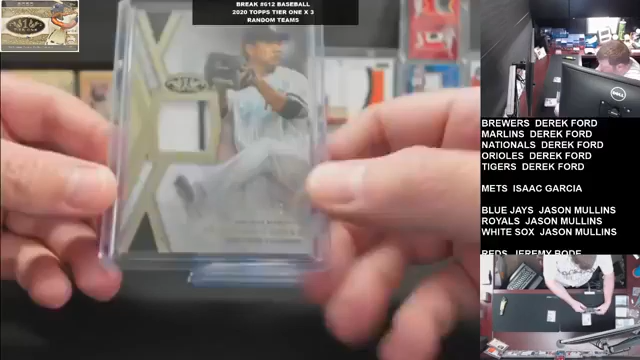 BREAK #612 BASEBALL
2020 TOPPS TIER ONE X 3
RANDOM TEAMS
BREWERS DEREK FORD
MARLINS DEREK FORD
NATIONALS DEREK FORD
ORIOLES DEREK FORD
TIGERS DEREK FORD
METS ISAAC GARCIA
BLUE JAYS JASON MULLINS
ROYALS JASON MULLINS
WHITE SOX JASON MULLINS
REDS JEREMY BODE
DELL